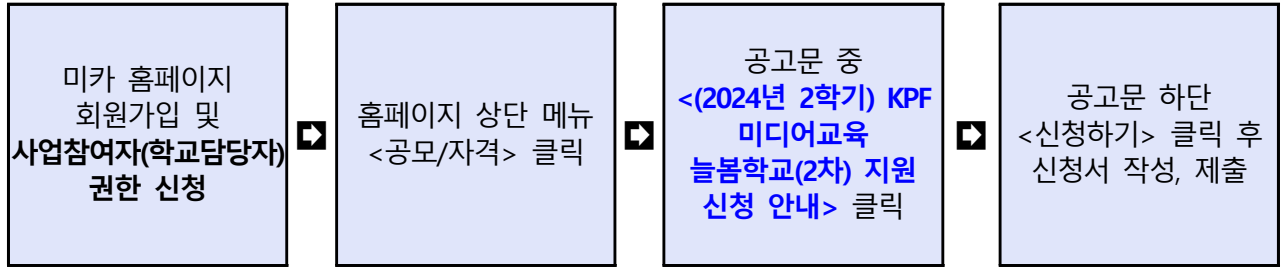 미카 홈페이지
회원가입 및
사업참여자(학교담당자)
권한 신청
홈페이지 상단 메뉴
<공모/자격> 클릭
공고문 중
<(2024년 2학기) KPF
미디어교육
늘봄학교(2차) 지원
신청 안내> 클릭
공고문 하단
<신청하기> 클릭 후
신청서 작성, 제출